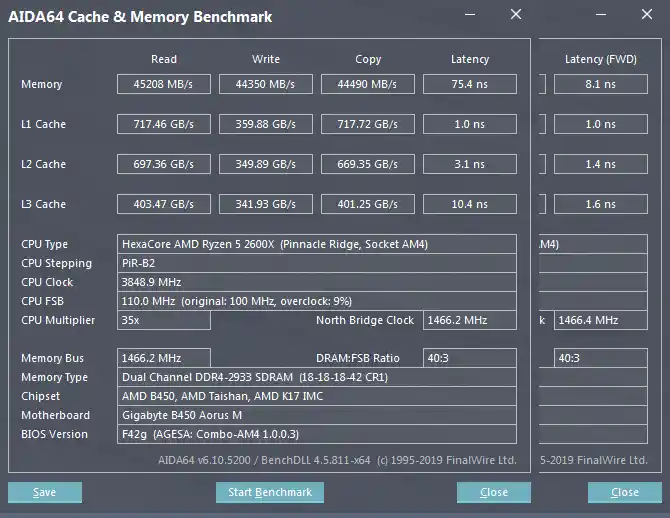 AIDA64 Cache & Memory Benchmark
Read Write Copy Latency Latency (FWD)
Memory 45208 MB/s 44350 MB/s 44490 MB/s 75.4 ns 8.1 ns
L1 Cache 717.46 GB/s 359.88 GB/s 717.72 GB/s 1.0 ns 1.0 ns
L2 Cache 697.36 GB/s 349.89 GB/s 669.35 GB/s 3.1 ns 1.4 ns
L3 Cache 403.47 GB/s 341.93 GB/s 401.25 GB/s 10.4 ns 1.6 ns
CPU Type HexaCore AMD Ryzen 5 2600X (Pinnacle Ridge, Socket AM4) M4)
CPU Stepping PiR-B2
CPU Clock 3848.9 MHz
CPU FSB 110.0 MHz (original: 100 MHz, overclock: 9%)
CPU Multiplier 35x North Bridge Clock 1466.2 MHz k 1466.4 MHz
Memory Bus 1466.2 MHz DRAM:FSB Ratio 40:3 40:3
Memory Type Dual Channel DDR4-2933 SDRAM (18-18-18-42 CR1)
Chipset AMD B450, AMD Taishan, AMD K17 IMC
Motherboard Gigabyte B450 Aorus M
BIOS Version F42g (AGESA: Combo-AM4 1.0.0.3)
AIDA64 v6.10.5200 / BenchDLL 4.5.811-x64 (c) 1995-2019 FinalWire Ltd. 5-2019 FinalWire Ltd.
Save Start Benchmark Close Close